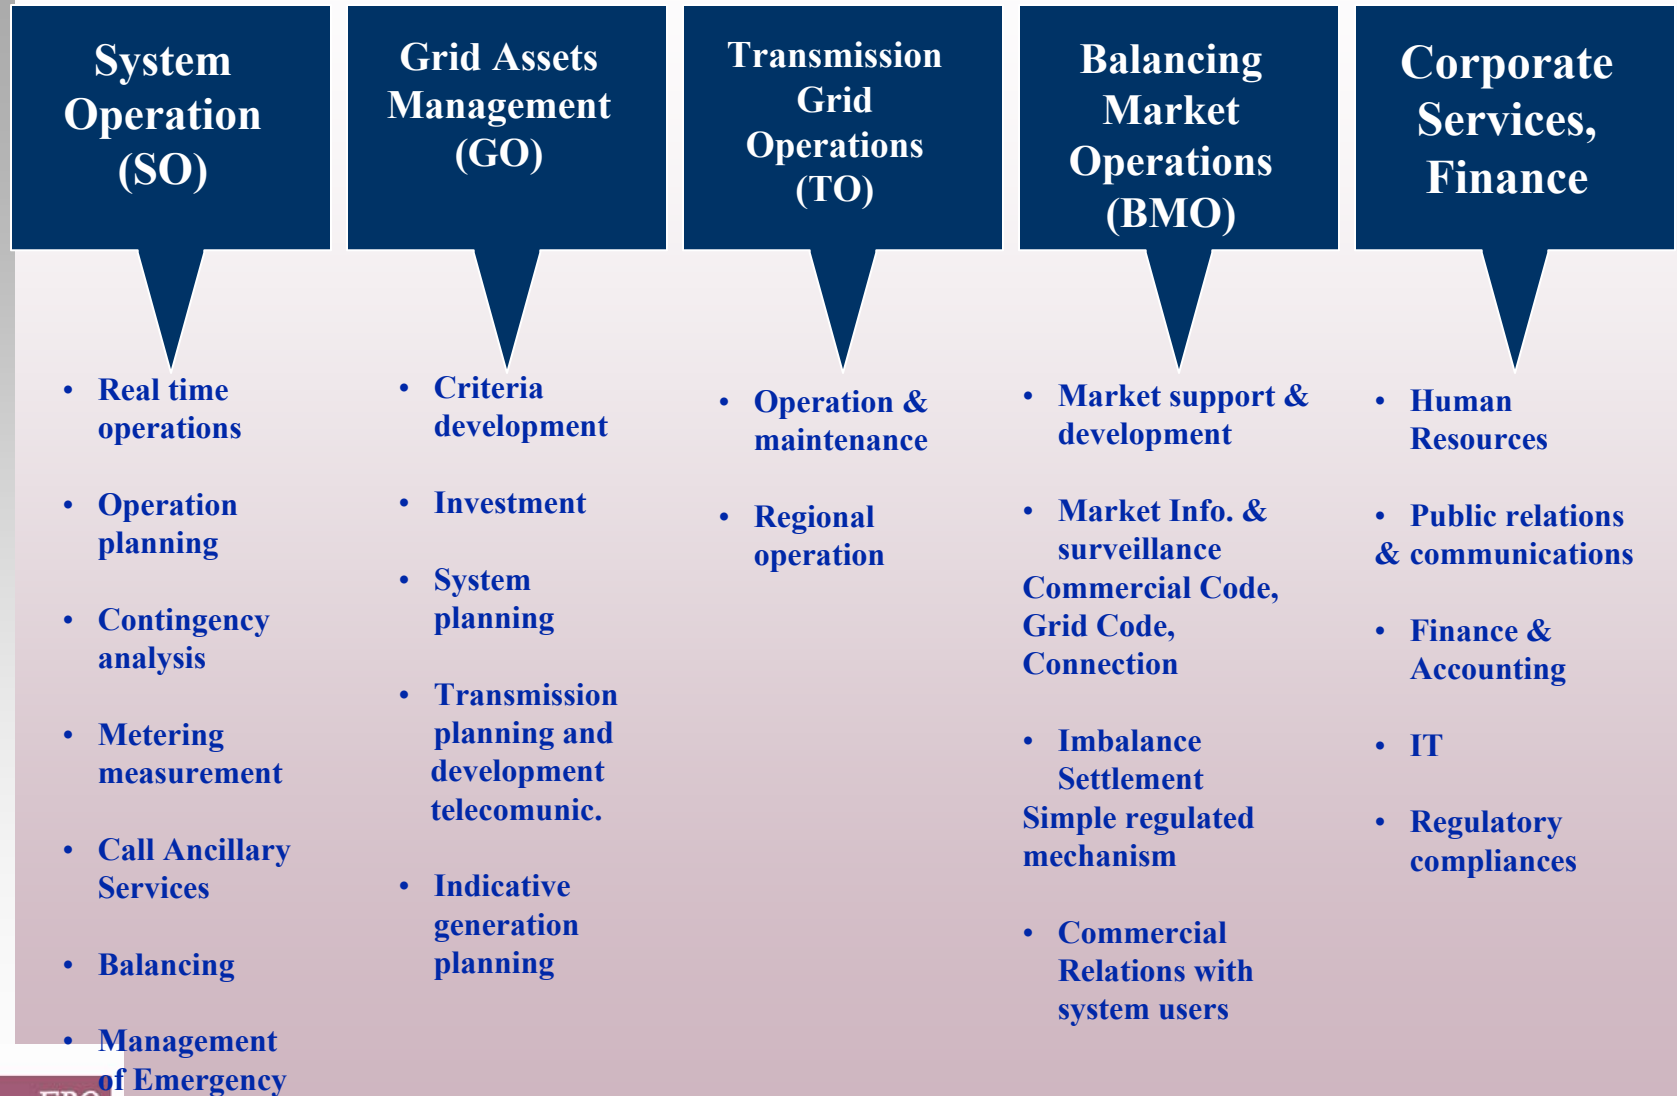 System
Operation
(SO)
Grid Assets
Management
(GO)
Transmission
Grid
Operations
(TO)
Balancing
Market
Operations
(BMO)
Corporate
Services,
Finance
• Real time
operations
• Operation
planning
• Contingency
analysis
• Metering
measurement
• Call Ancillary
Services
• Balancing
• Management
of Emergency
• Criteria
development
• Investment
• System
planning
• Transmission
planning and
development
telecomunic.
• Indicative
generation
planning
• Operation &
maintenance
• Regional
operation
• Market support &
development
• Market Info. &
surveillance
Commercial Code,
Grid Code,
Connection
• Imbalance
Settlement
Simple regulated
mechanism
• Commercial
Relations with
system users
• Human
Resources
• Public relations
& communications
• Finance &
Accounting
• IT
• Regulatory
compliances